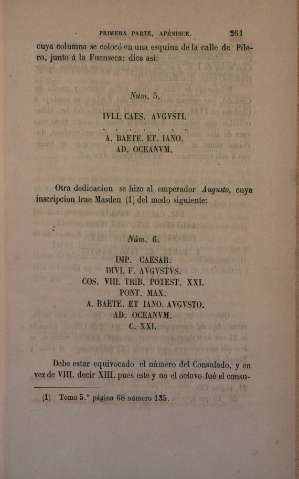 PRIMERA PARTE, APÉNDICE. 261
cuya columna se colocó en una esquina de la calle de Pilero, junto á la Fuenseca: dice así:
Núm. 5.
IVLI. CAES. AVGVSTI.
. . . . . . . . .
A. BAETE. ET. IANO.
AD. OCEANVM.
Otra dedicacion se hizo al emperador Augusto, cuya
inscripcion trae Masdeu (1) del modo siguiente:
Núm. 6.
IMP. CAESAR.
DIVI. F. AVGVSTVS.
COS. VIII. TRIB. POTEST. XXI.
PONT. MAX.
A. BAETE. ET IANO. AVGVSTO.
AD. OCEANVM.
C. XXI.
Debe estar equivocado el número del Consulado, y en
vez de VIII. decir XIII. pues este y no el octavo fué el consu-
(1) Tomo 5.° página 68 número 135.